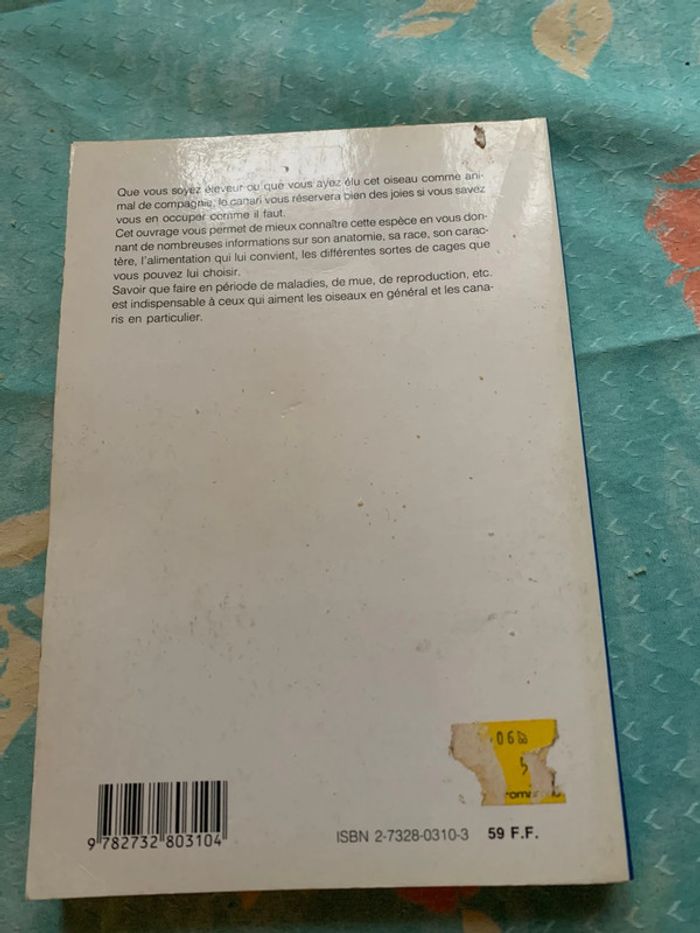 Que vous soyez éleveur ou que vous ayez élu cet oiseau comme ani-
mal de compagnie, le canari vous réservera bien des joies si vous savez
vous en occuper comme il faut.
Cet ouvrage vous permet de mieux connaître cette espèce en vous don-
nant de nombreuses informations sur son anatomie, sa race, son carac-
tère, l'alimentation qui lui convient, les différentes sortes de cages que
vous pouvez lui choisir.
Savoir que faire en période de maladies, de mue, de reproduction, etc.
est indispensable à ceux qui aiment les oiseaux en général et les cana-
ris en particulier.
5
9 782732 803104
ISBN 2-7328-0310-3 59 F.F.